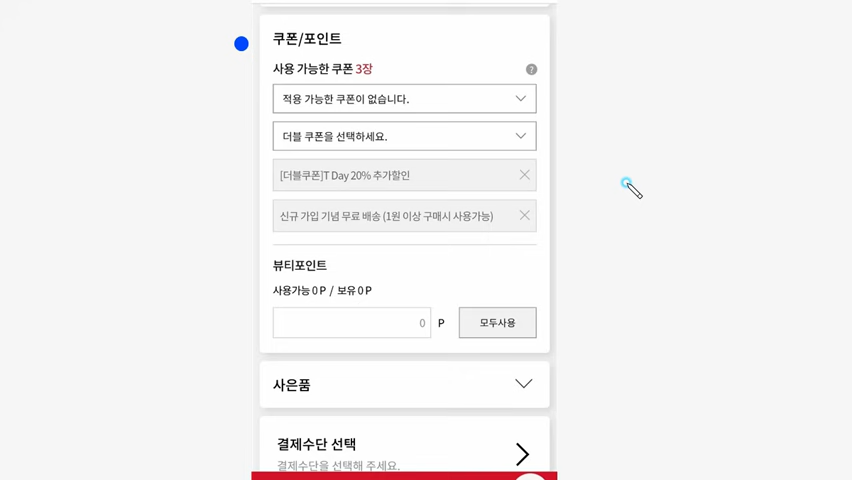 쿠폰/포인트
사용 가능한 쿠폰 3장
?
적용 가능한 쿠폰이 없습니다.
더블 쿠폰을 선택하세요.
[더블쿠폰]T Day 20% 추가할인
신규 가입 기념 무료 배송 (1원 이상 구매시 사용가능)
뷰티포인트
사용가능 0 P / 보유 0 P
0 P 모두사용
사은품
결제수단 선택
결제수단을 선택해 주세요.